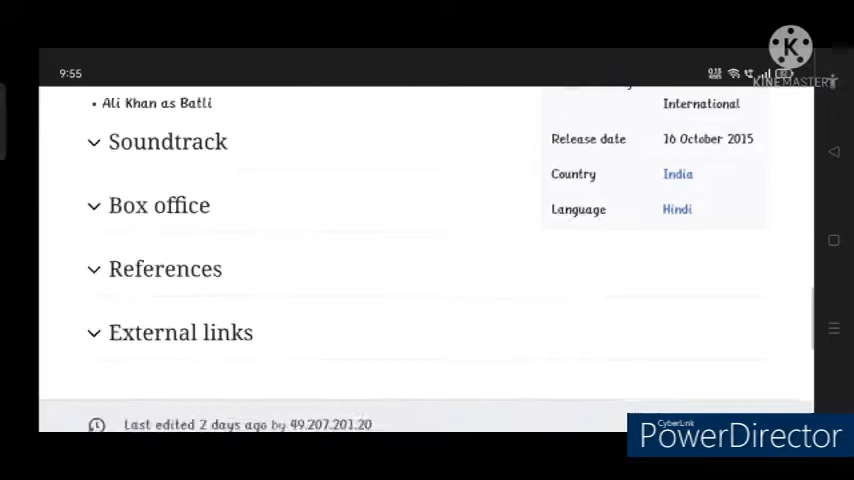 9:55
KINEMASTER
• Ali Khan as Batli
International
Soundtrack
Release date 16 October 2015
Country India
Box office
Language Hindi
References
External links
Last edited 2 days ago by 49.207.201.20
CyberLink
PowerDirector